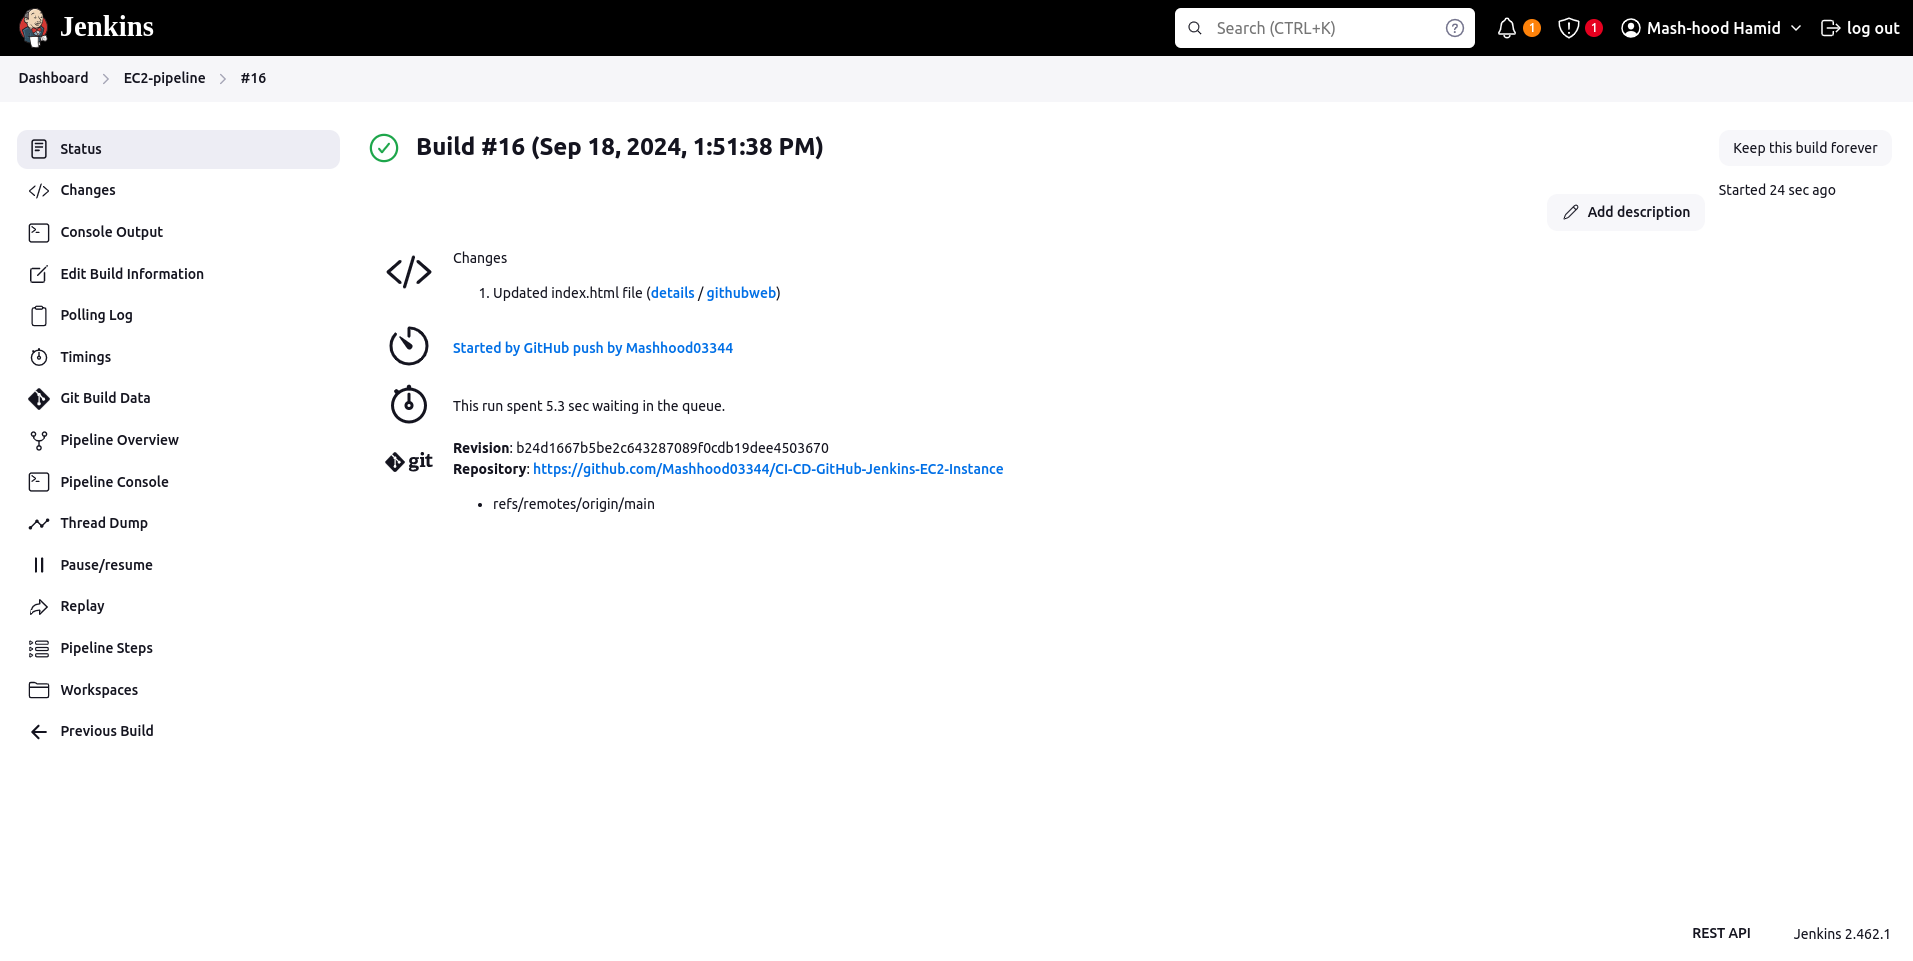 Jenkins
Search (CTRL+K)
1
1
Mash-hood Hamid
log out
Dashboard
EC2-pipeline
#16
Status
Changes
Console Output
Edit Build Information
Polling Log
Timings
Git Build Data
Pipeline Overview
Pipeline Console
Thread Dump
Pause/resume
Replay
Pipeline Steps
Workspaces
Previous Build
Build #16 (Sep 18, 2024, 1:51:38 PM)
Keep this build forever
Started 24 sec ago
Add description
Changes
1. Updated index.html file (details / githubweb)
Started by GitHub push by Mashhood03344
This run spent 5.3 sec waiting in the queue.
git
Revision: b24d1667b5be2c643287089f0cdb19dee4503670
Repository: https://github.com/Mashhood03344/CI-CD-GitHub-Jenkins-EC2-Instance
• refs/remotes/origin/main
REST API
Jenkins 2.462.1